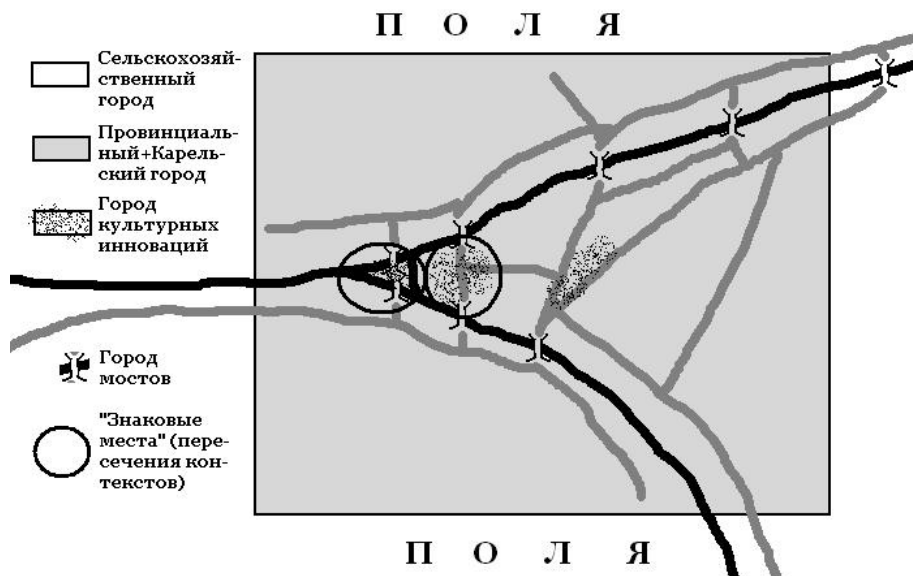 П О Л Я
Сельскохозяй-
ственный
город
Провинциаль-
ный+Карель-
ский город
Город
культурных
инноваций
Город
мостов
"Знаковые
места" (пере-
сечения кон-
текстов)
П О Л Я